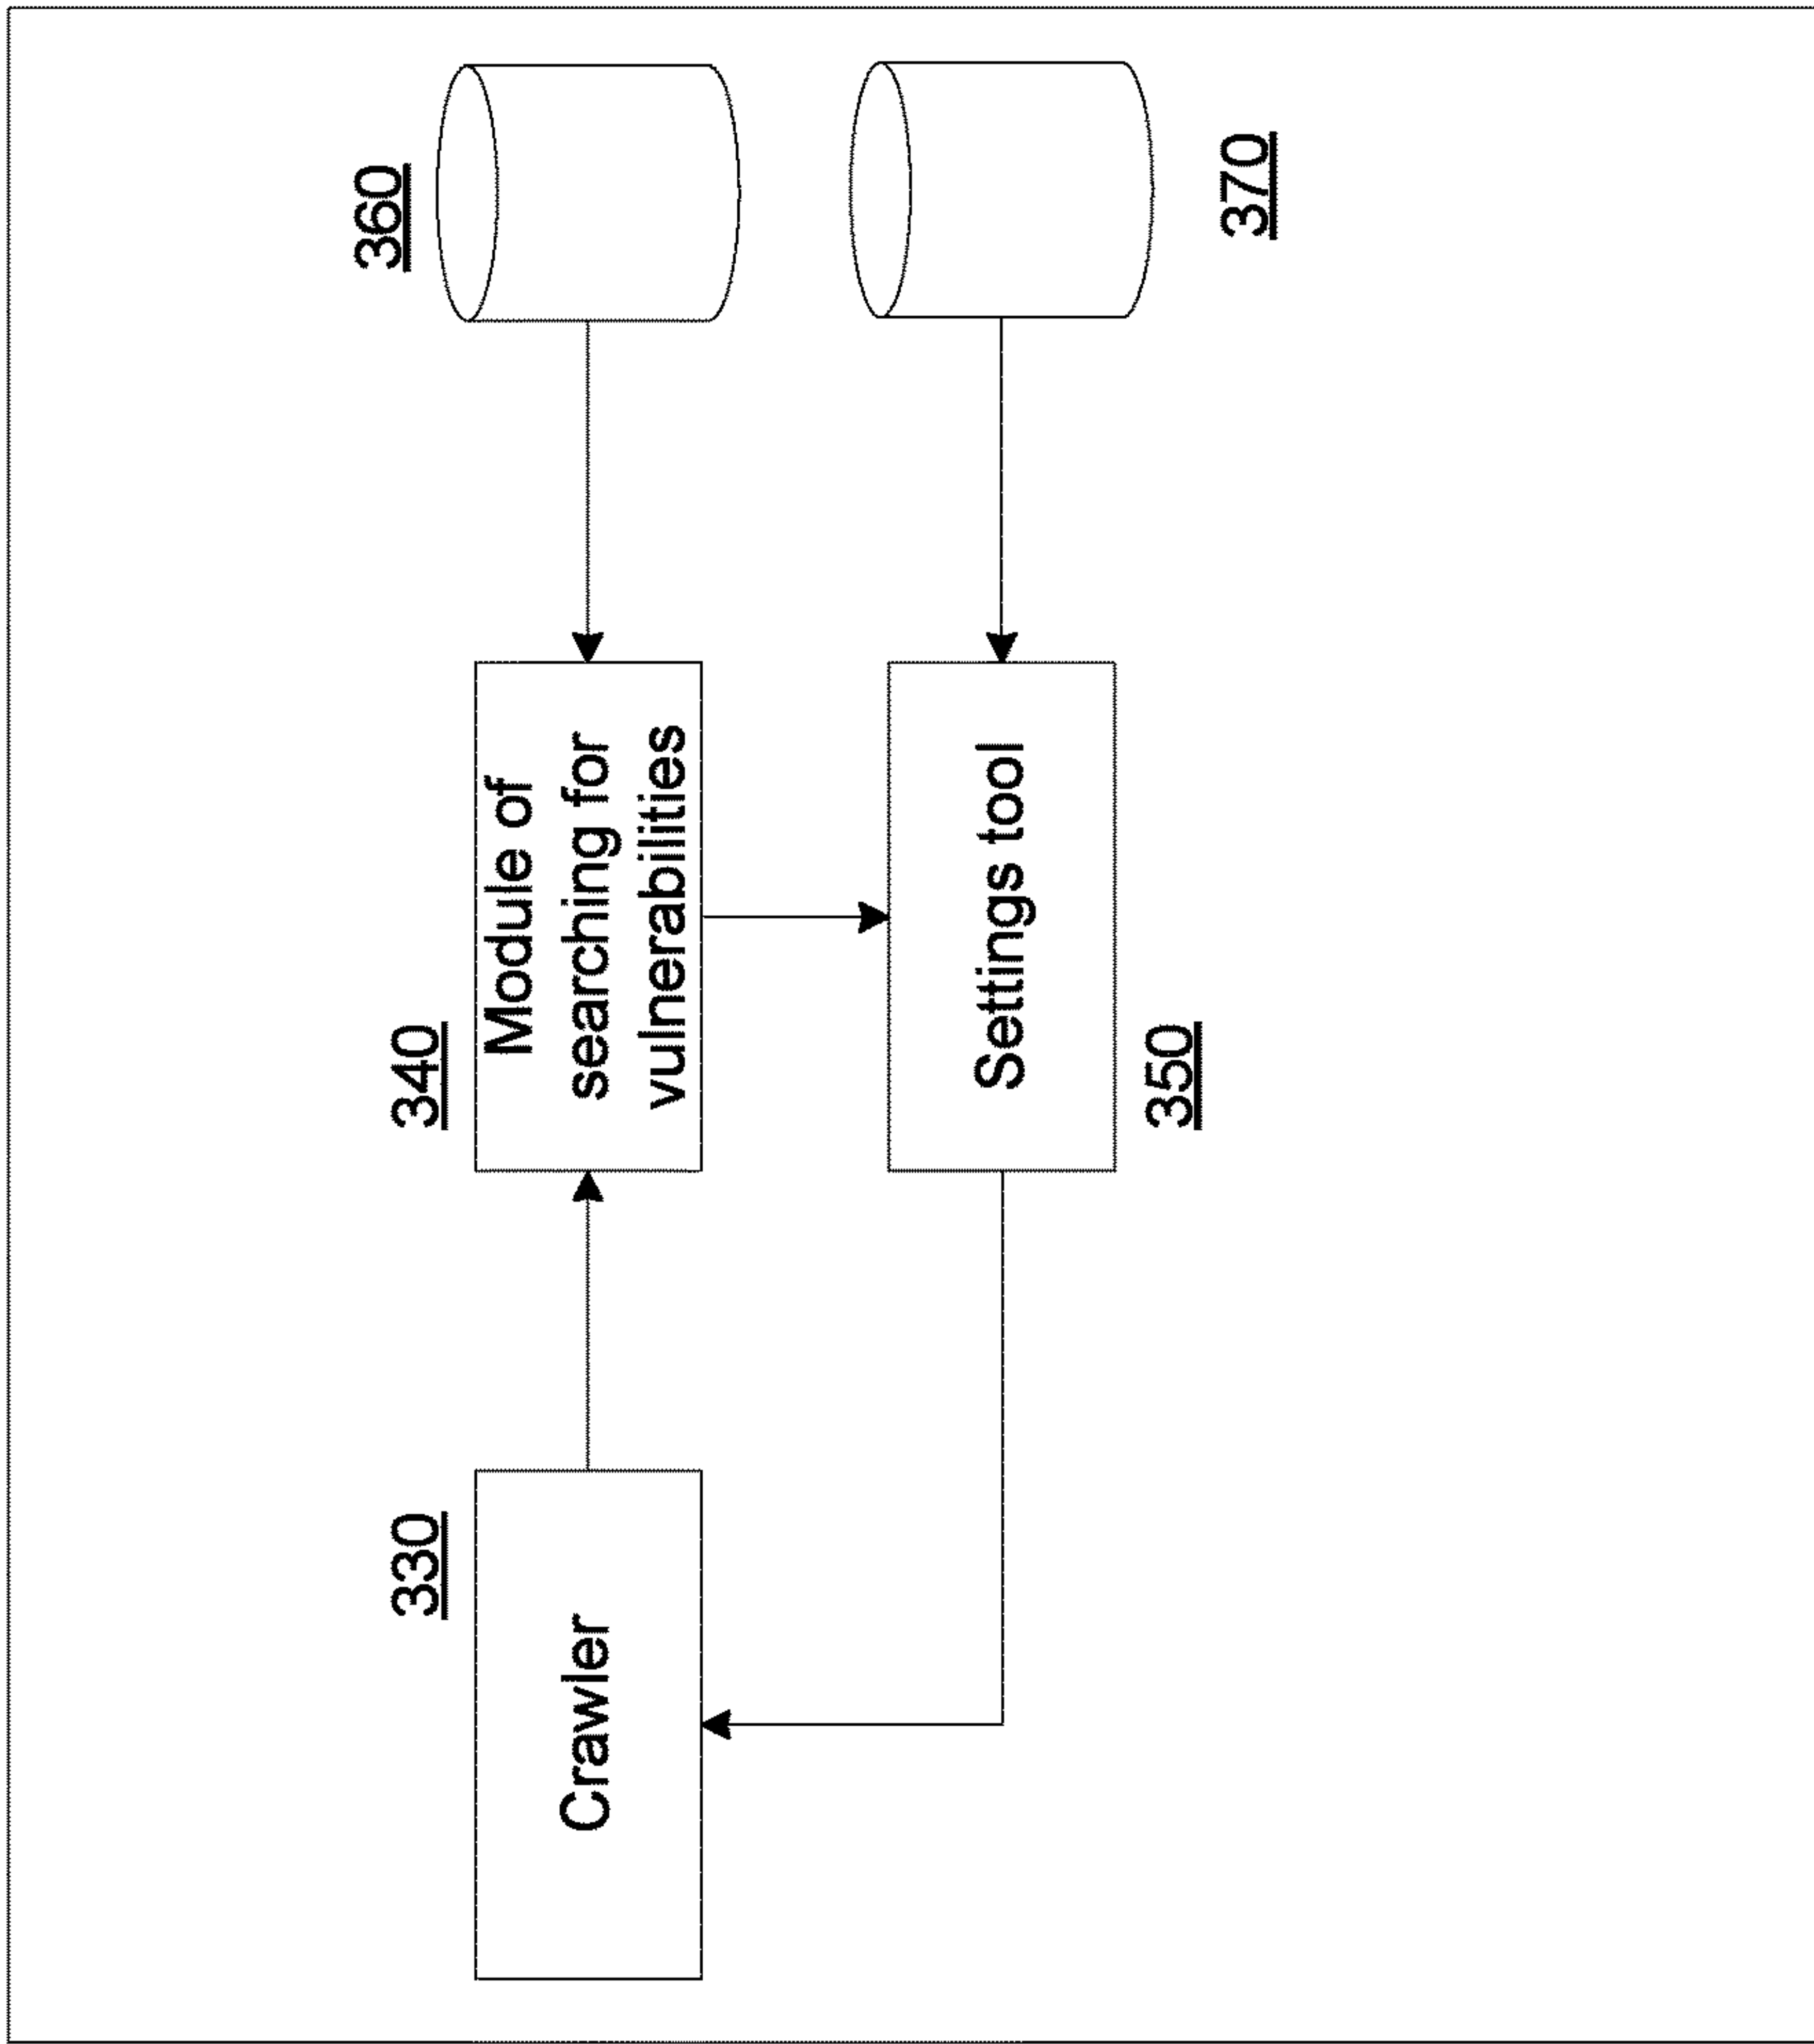 330
Crawler
340
Module of
searching for
vulnerabilities
360
Settings tool
350
370